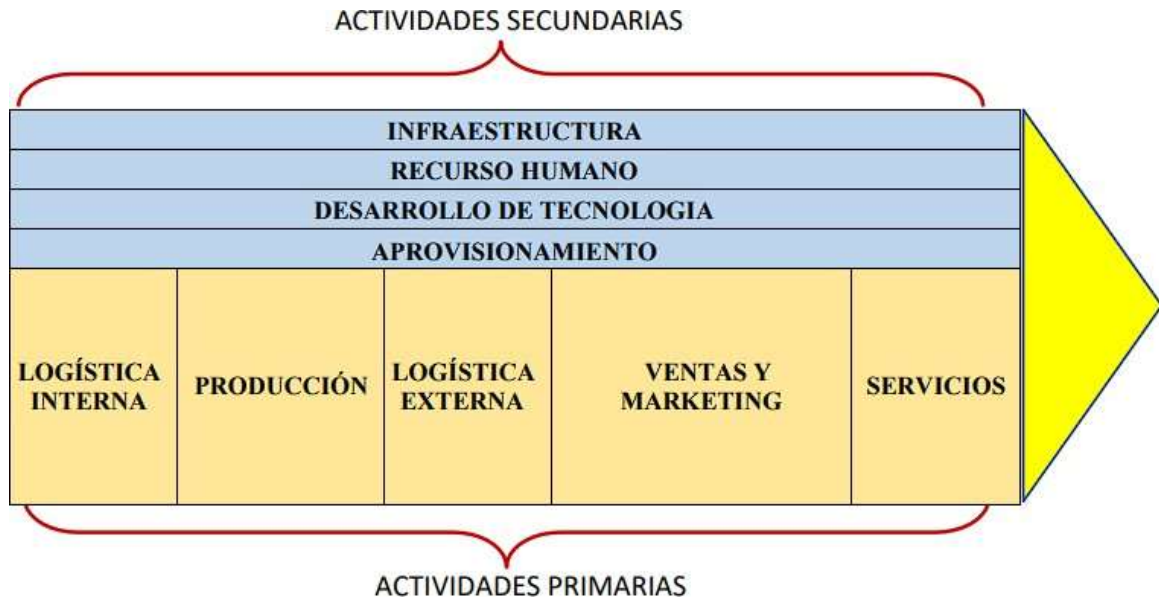 ACTIVIDADES SECUNDARIAS
INFRAESTRUCTURA
RECURSO HUMANO
DESARROLLO DE TECNOLOGIA
APROVISIONAMIENTO
LOGÍSTICA
INTERNA
PRODUCCIÓN
LOGÍSTICA
EXTERNA
VENTAS Y
MARKETING
SERVICIOS
ACTIVIDADES PRIMARIAS